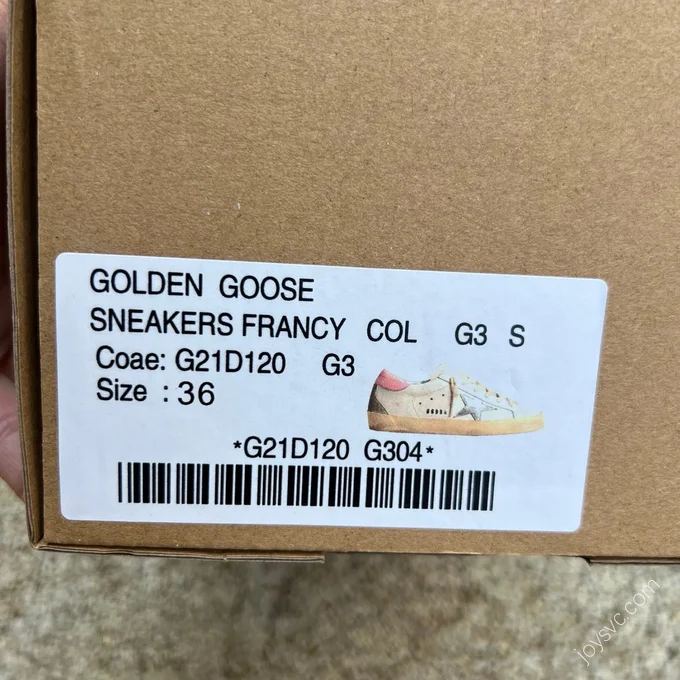 GOLDEN GOOSE
SNEAKERS FRANCY COL G3 S
Coae: G21D120 G3
Size : 36
*G21D120 G304*
joysvc.com